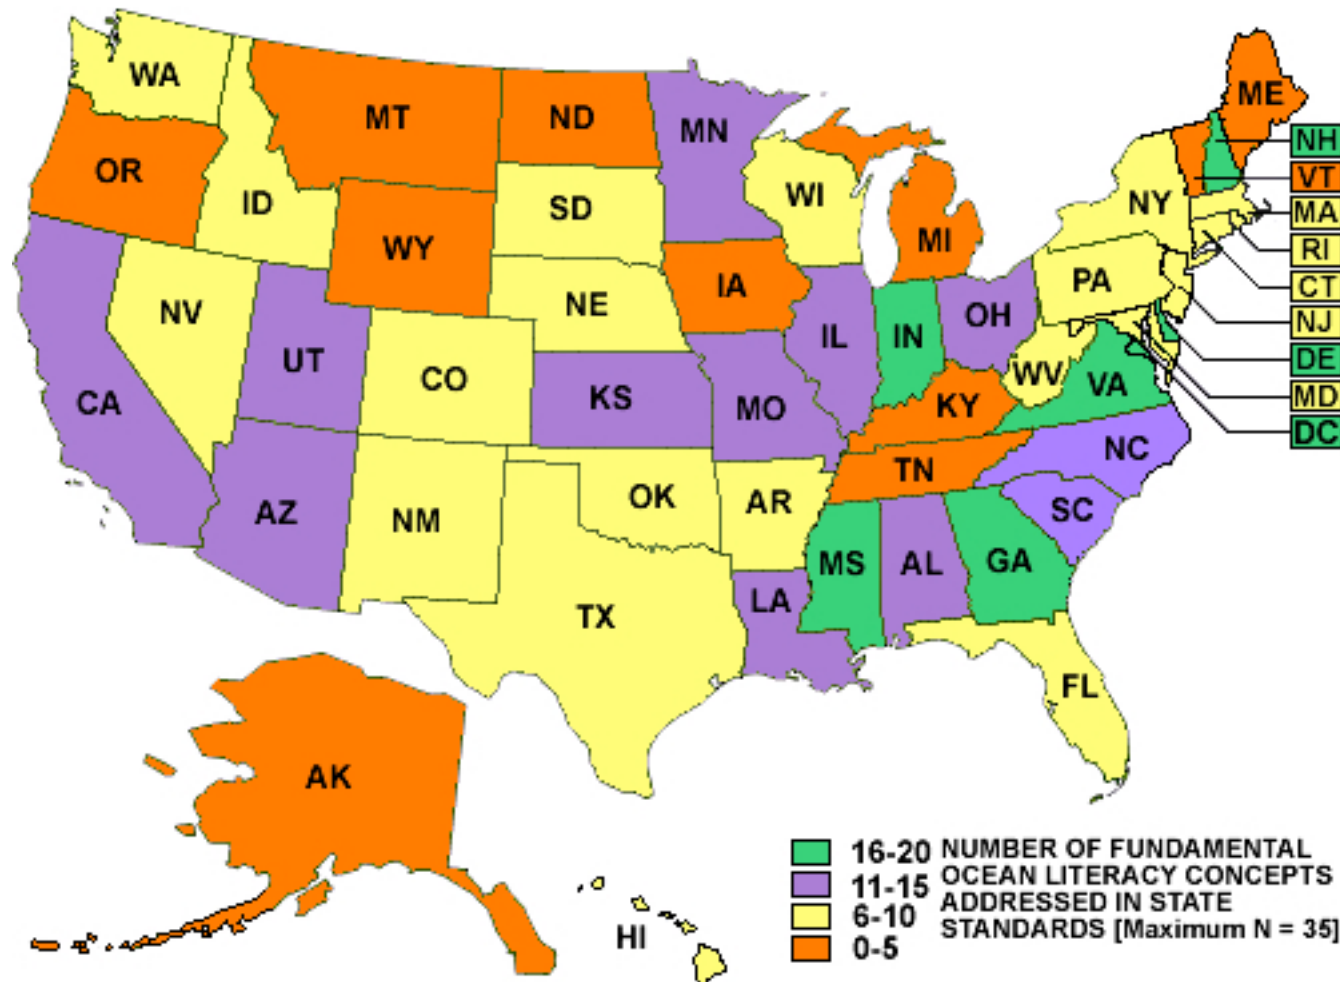 WA
MT
ND
MN
ME
OR
ID
SD
WI
NY
NH
VT
MA
WY
MI
RI
IA
PA
CT
NV
NE
OH
NJ
UT
CO
IL
IN
DE
WV
VA
MD
CA
KS
MO
KY
DC
NC
TN
AZ
NM
OK
AR
SC
MS
AL
GA
LA
TX
FL
AK
HI
16-20 NUMBER OF FUNDAMENTAL
11-15 OCEAN LITERACY CONCEPTS
6-10 ADDRESSED IN STATE
0-5 STANDARDS [Maximum N = 35]